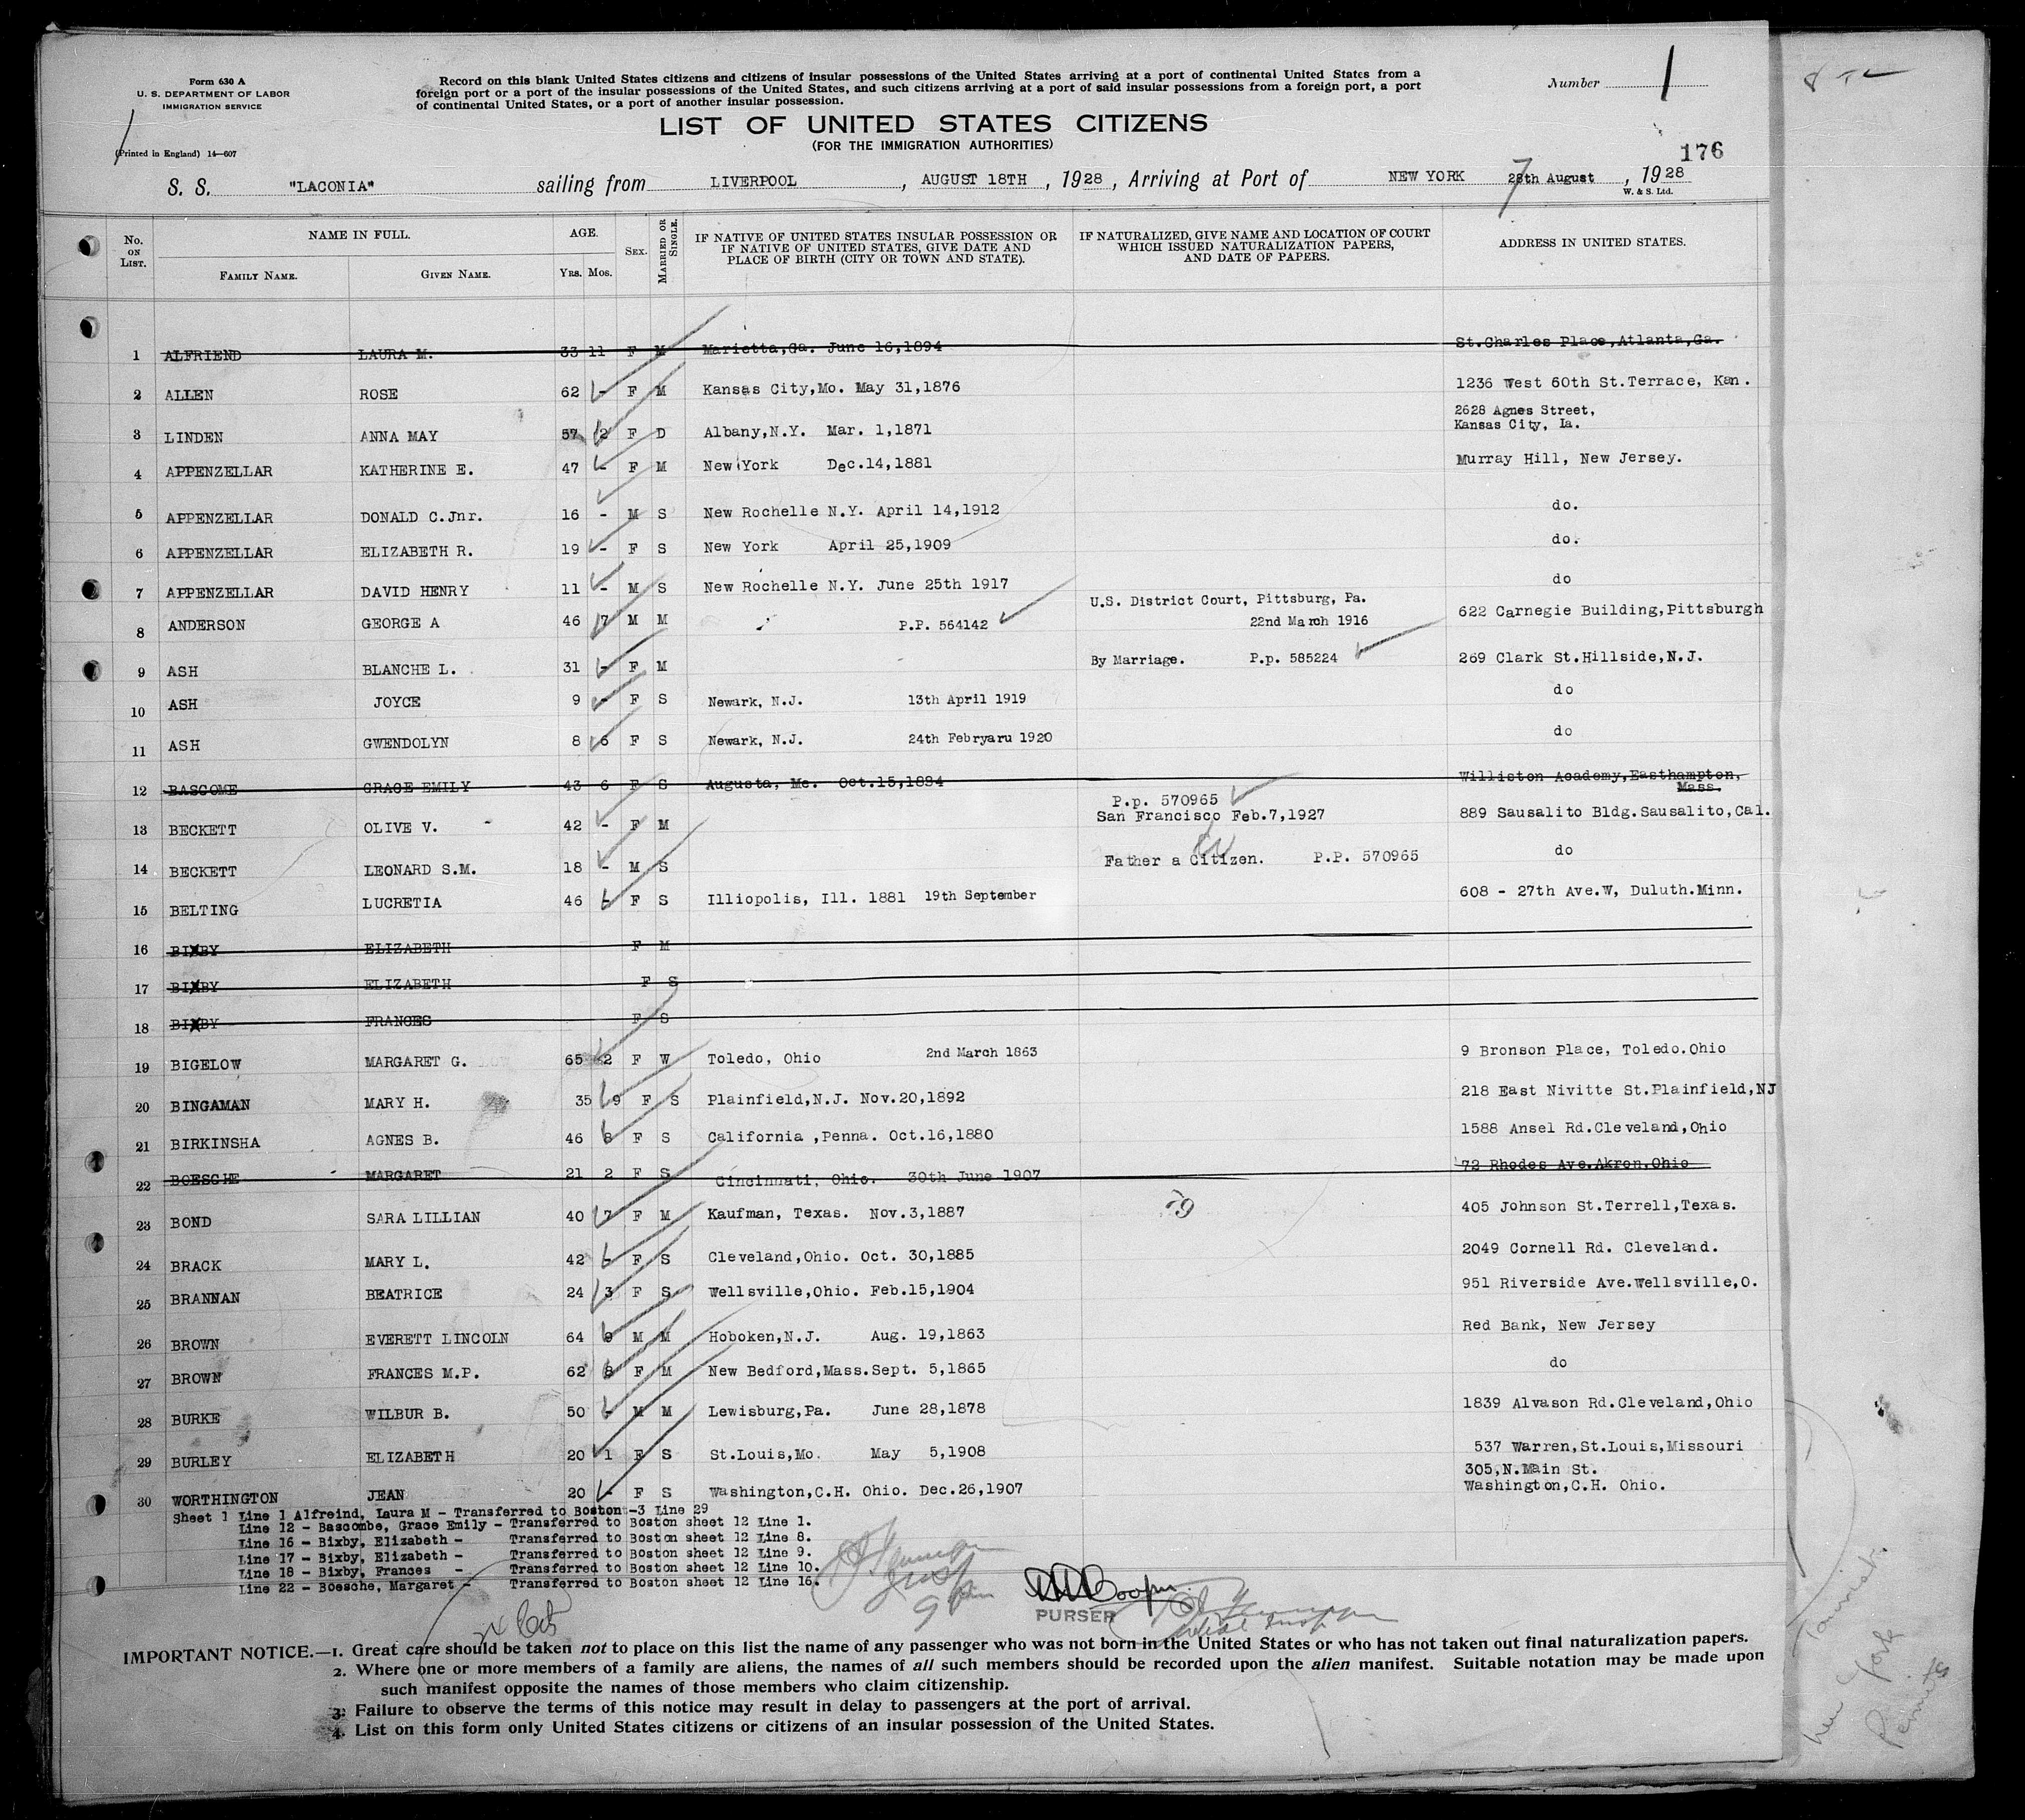 Form 630 A
U. S. DEPARTMENT OF LABOR
IMMIGRATION SERVICE
(Printed in England) 14—607
Record on this blank United States citizens and citizens of insular possessions of the United States arriving at a port of continental United States from a
foreign port or a port of the insular possessions of the United States, and such citizens arriving at a port of said insular possessions from a foreign port, a port
of continental United States, or a port of another insular possession.
Number 1
LIST OF UNITED STATES CITIZENS
(FOR THE IMMIGRATION AUTHORITIES)
176
S. S. "LACONIA" sailing from LIVERPOOL, AUGUST 18TH, 1928, Arriving at Port of NEW YORK 28th August, 1928
7
W. & S. Ltd.
No. ON LIST. NAME IN FULL. FAMILY NAME. GIVEN NAME. AGE. YRS. MOS. SEX. MARRIED OR SINGLE. IF NATIVE OF UNITED STATES INSULAR POSSESSION OR IF NATIVE OF UNITED STATES, GIVE DATE AND PLACE OF BIRTH (CITY OR TOWN AND STATE). IF NATURALIZED, GIVE NAME AND LOCATION OF COURT WHICH ISSUED NATURALIZATION PAPERS, AND DATE OF PAPERS. ADDRESS IN UNITED STATES.
1 ALFRIEND LAURA M. 33 11 F M Marietta,Ga. June 16,1894 St.Charles Place,Atlanta,Ga.
2 ALLEN ROSE 62 - F M Kansas City,Mo. May 31,1876 1236 West 60th St.Terrace, Kan.
3 LINDEN ANNA MAY 57 2 F D Albany,N.Y. Mar. 1,1871 2628 Agnes Street,
Kansas City, Ia.
4 APPENZELLAR KATHERINE E. 47 - F M New York Dec.14,1881 Murray Hill, New Jersey.
5 APPENZELLAR DONALD C.Jnr. 16 - M S New Rochelle N.Y. April 14,1912 do.
6 APPENZELLAR ELIZABETH R. 19 - F S New York April 25,1909 do.
7 APPENZELLAR DAVID HENRY 11 - M S New Rochelle N.Y. June 25th 1917 do
8 ANDERSON GEORGE A 46 7 M M P.P. 564142 U.S. District Court, Pittsburg, Pa.
22nd March 1916 622 Carnegie Building,Pittsburgh
9 ASH BLANCHE L. 31 - F M By Marriage. P.p. 585224 269 Clark St.Hillside,N.J.
10 ASH JOYCE 9 - F S Newark, N.J. 13th April 1919 do
11 ASH GWENDOLYN 8 6 F S Newark, N.J. 24th Febryaru 1920 do
12 BASCOME GRACE EMILY 43 6 F S Augusta, Me. Oct.15,1884 Williston Academy,Easthampton,
Mass.
13 BECKETT OLIVE V. 42 - F M P.p. 570965
San Francisco Feb.7,1927 889 Sausalito Bldg.Sausalito,Cal.
14 BECKETT LEONARD S.M. 18 - M S Father a Citizen. P.P. 570965 do
15 BELTING LUCRETIA 46 - F S Illiopolis, Ill. 1881 19th September 608 - 27th Ave.W, Duluth.Minn.
16 BIXBY ELIZABETH F M
17 BIXBY ELIZABETH F S
18 BIXBY FRANCES F S
19 BIGELOW MARGARET G. 65 2 F W Toledo, Ohio 2nd March 1863 9 Bronson Place, Toledo.Ohio
20 BINGAMAN MARY H. 35 9 F S Plainfield,N.J. Nov.20,1892 218 East Nivitte St.Plainfield,NJ
21 BIRKINSHA AGNES B. 46 8 F S California ,Penna. Oct.16,1880 1588 Ansel Rd.Cleveland,Ohio
22 BOESCHE MARGARET 21 2 F S Cincinnati, Ohio. 30th June 1907 72 Rhodes Ave.Akron,Ohio
23 BOND SARA LILLIAN 40 7 F M Kaufman, Texas. Nov.3,1887 405 Johnson St.Terrell,Texas.
24 BRACK MARY L. 42 - F S Cleveland,Ohio. Oct. 30,1885 2049 Cornell Rd. Cleveland.
25 BRANNAN BEATRICE 24 3 F S Wellsville,Ohio. Feb.15,1904 951 Riverside Ave.Wellsville,O.
26 BROWN EVERETT LINCOLN 64 9 M M Hoboken,N.J. Aug. 19,1863 Red Bank, New Jersey
27 BROWN FRANCES M.P. 62 8 F M New Bedford,Mass.Sept. 5,1865 do
28 BURKE WILBUR B. 50 - M M Lewisburg,Pa. June 28,1878 1839 Alvason Rd.Cleveland,Ohio
29 BURLEY ELIZABETH 20 1 F S St.Louis,Mo. May 5,1908 537 Warren,St.Louis,Missouri
30 WORTHINGTON JEAN 20 - F S Washington,C.H. Ohio. Dec.26,1907 305,N.Main St.
Washington,C.H. Ohio.
Sheet 1 Line 1 Alfreind, Laura M - Transferred to Boston -3 Line 29
Line 12 - Bascombe, Grace Emily - Transferred to Boston sheet 12 Line 1.
Line 16 - Bixby, Elizabeth - Transferred to Boston sheet 12 Line 8.
Line 17 - Bixby, Elizabeth - Transferred to Boston sheet 12 Line 9.
Line 18 - Bixby, Frances - Transferred to Boston sheet 12 Line 10.
Line 22 - Boesche, Margaret - Transferred to Boston sheet 12 Line 16.
PURSER
IMPORTANT NOTICE.—1. Great care should be taken not to place on this list the name of any passenger who was not born in the United States or who has not taken out final naturalization papers.
2. Where one or more members of a family are aliens, the names of all such members should be recorded upon the alien manifest. Suitable notation may be made upon
such manifest opposite the names of those members who claim citizenship.
3. Failure to observe the terms of this notice may result in delay to passengers at the port of arrival.
4. List on this form only United States citizens or citizens of an insular possession of the United States.